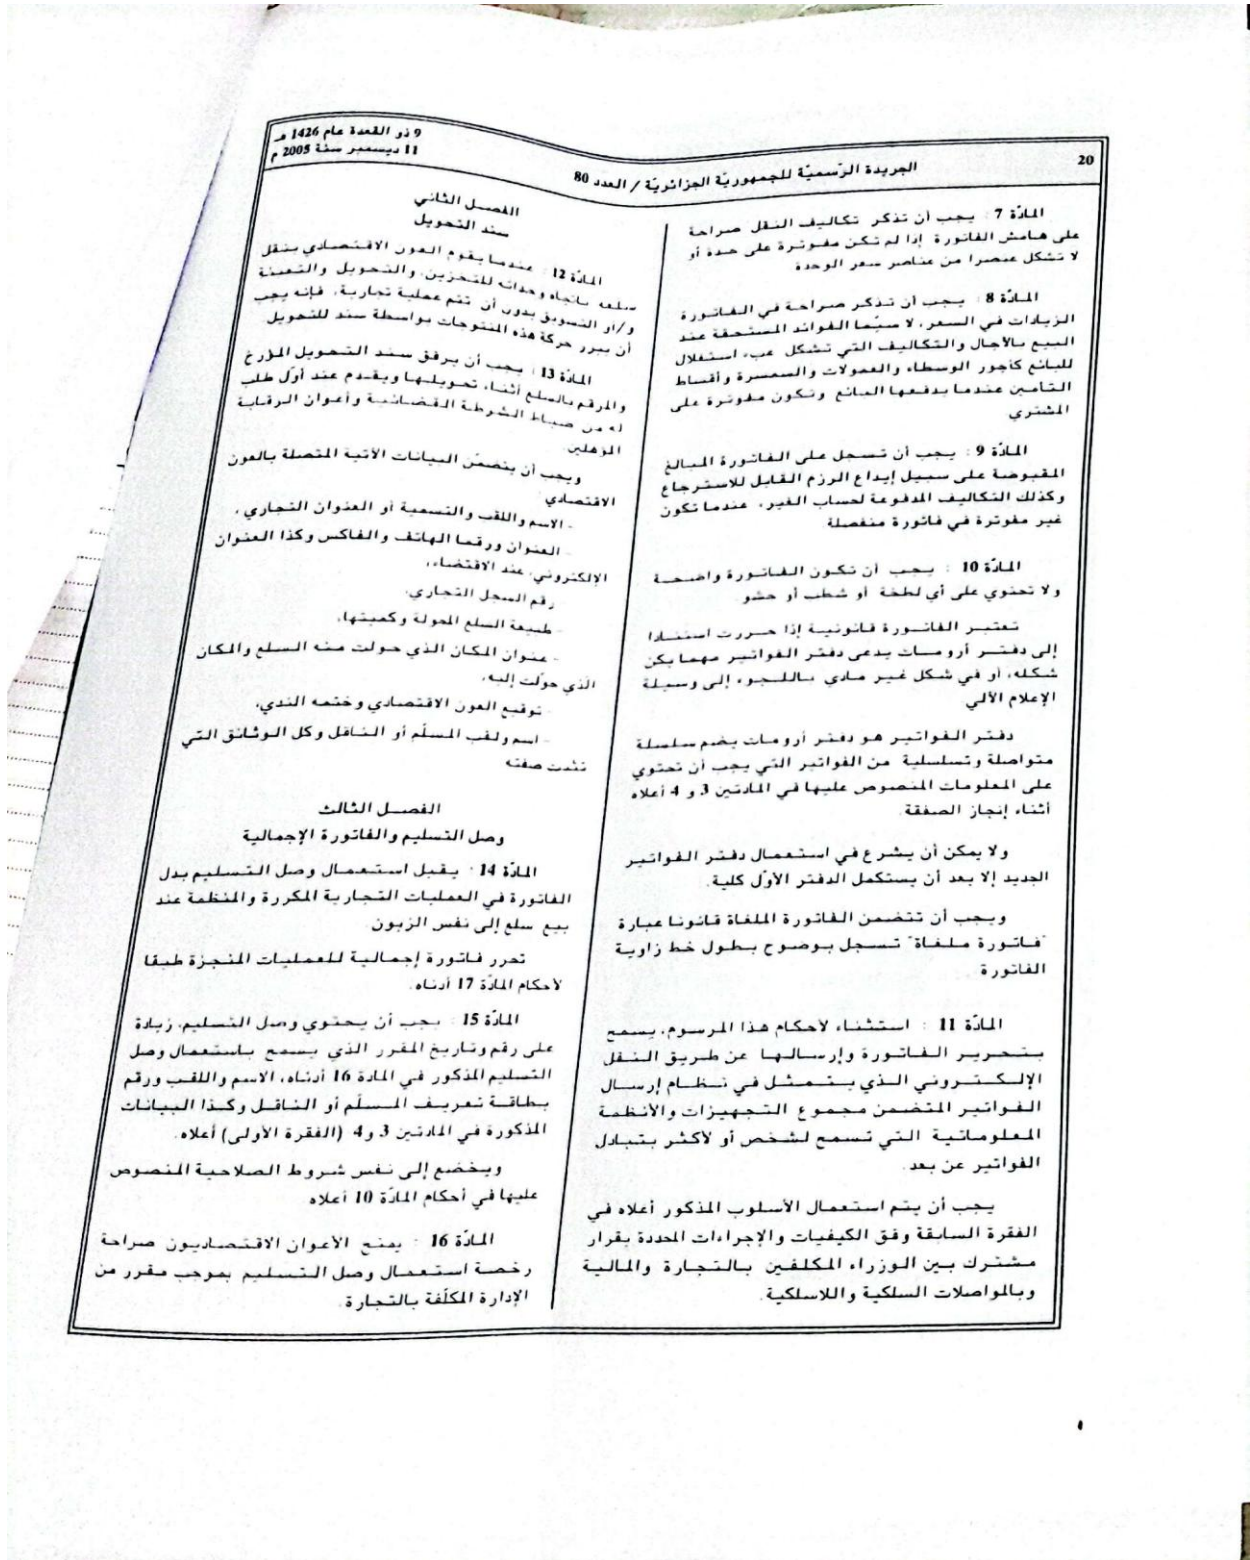 20
الجريدة الرّسميّة للجمهوريّة الجزائريّة / العدد 80
9 ذو القعدة عام 1426 هـ
11 ديسمبر سنة 2005 م
المادّة 7 : يجب أن تذكر تكاليف النقل صراحة
على هامش الفاتورة إذا لم تكن مفوترة على حدة أو
لا تشكل عنصرا من عناصر سعر الوحدة
المادّة 8 : يجب أن تذكر صراحة في الفاتورة
الزيادات في السعر، لا سيّما الفوائد المستحقة عند
البيع بالآجال والتكاليف التي تشكل عبء استغلال
للبائع كأجور الوسطاء والعمولات والسمسرة وأقساط
التأمين عندما يدفعها البائع وتكون مفوترة على
المشتري
المادّة 9 : يجب أن تسجل على الفاتورة المبالغ
المقبوضة على سبيل إيداع الرزم القابل للاسترجاع
وكذلك التكاليف المدفوعة لحساب الغير، عندما تكون
غير مفوترة في فاتورة منفصلة
المادّة 10 : يجب أن تكون الفاتورة واضحة
ولا تحتوي على أي لطخة أو شطب أو حشو
تعتبر الفاتورة قانونية إذا حررت استنادا
إلى دفتر أرومات يدعى دفتر الفواتير مهما يكن
شكله، أو في شكل غير مادي باللجوء إلى وسيلة
الإعلام الآلي
دفتر الفواتير هو دفتر أرومات يضم سلسلة
متواصلة وتسلسلية من الفواتير التي يجب أن تحتوي
على المعلومات المنصوص عليها في المادتين 3 و 4 أعلاه
أثناء إنجاز الصفقة.
ولا يمكن أن يشرع في استعمال دفتر الفواتير
الجديد إلا بعد أن يستكمل الدفتر الأوّل كلية.
ويجب أن تتضمن الفاتورة الملغاة قانونا عبارة
"فاتورة ملغاة" تسجل بوضوح بطول خط زاوية
الفاتورة
المادّة 11 : استثناء لأحكام هذا المرسوم، يسمح
بتحرير الفاتورة وإرسالها عن طريق النقل
الإلكتروني الذي يتمثل في نظام إرسال
الفواتير المتضمن مجموع التجهيزات والأنظمة
المعلوماتية التي تسمح لشخص أو لأكثر بتبادل
الفواتير عن بعد.
يجب أن يتم استعمال الأسلوب المذكور أعلاه في
الفقرة السابقة وفق الكيفيات والإجراءات المحددة بقرار
مشترك بين الوزراء المكلفين بالتجارة والمالية
وبالمواصلات السلكية واللاسلكية.
الفصل الثاني
سند التحويل
المادّة 12 : عندما يقوم العون الاقتصادي بنقل
سلعه باتجاه وحداته للتخزين، والتحويل والتعبئة
و/أو التسويق بدون أن تتم عملية تجارية، فإنه يجب
أن يبرر حركة هذه المنتوجات بواسطة سند للتحويل
المادّة 13 : يجب أن يرفق سند التحويل المؤرخ
والمرقم بالسلع أثناء تحويلها ويقدم عند أوّل طلب
له من ضباط الشرطة القضائية وأعوان الرقابة
المؤهلين.
ويجب أن يتضمّن البيانات الآتية المتصلة بالعون
الاقتصادي
- الاسم واللقب والتسمية أو العنوان التجاري،
- العنوان ورقما الهاتف والفاكس وكذا العنوان
الإلكتروني، عند الاقتضاء،
رقم السجل التجاري،
- طبيعة السلع المحولة وكميتها،
- عنوان المكان الذي حولت منه السلع والمكان
الذي حوّلت إليه،
- توقيع العون الاقتصادي وختمه الندي،
- اسم ولقب المسلّم أو الناقل وكل الوثائق التي
تثبت صفته
الفصل الثالث
وصل التسليم والفاتورة الإجمالية
المادّة 14 : يقبل استعمال وصل التسليم بدل
الفاتورة في العمليات التجارية المكررة والمنظمة عند
بيع سلع إلى نفس الزبون
تحرر فاتورة إجمالية للعمليات المنجزة طبقا
لأحكام المادّة 17 أدناه.
المادّة 15 : يجب أن يحتوي وصل التسليم، زيادة
على رقم وتاريخ المقرر الذي يسمح باستعمال وصل
التسليم المذكور في المادة 16 أدناه، الاسم واللقب ورقم
بطاقة تعريف المسلّم أو الناقل وكذا البيانات
المذكورة في المادتين 3 و4 (الفقرة الأولى) أعلاه.
ويخضع إلى نفس شروط الصلاحية المنصوص
عليها في أحكام المادّة 10 أعلاه
المادّة 16 : يمنح الأعوان الاقتصاديون صراحة
رخصة استعمال وصل التسليم بموجب مقرر من
الإدارة المكلّفة بالتجارة.